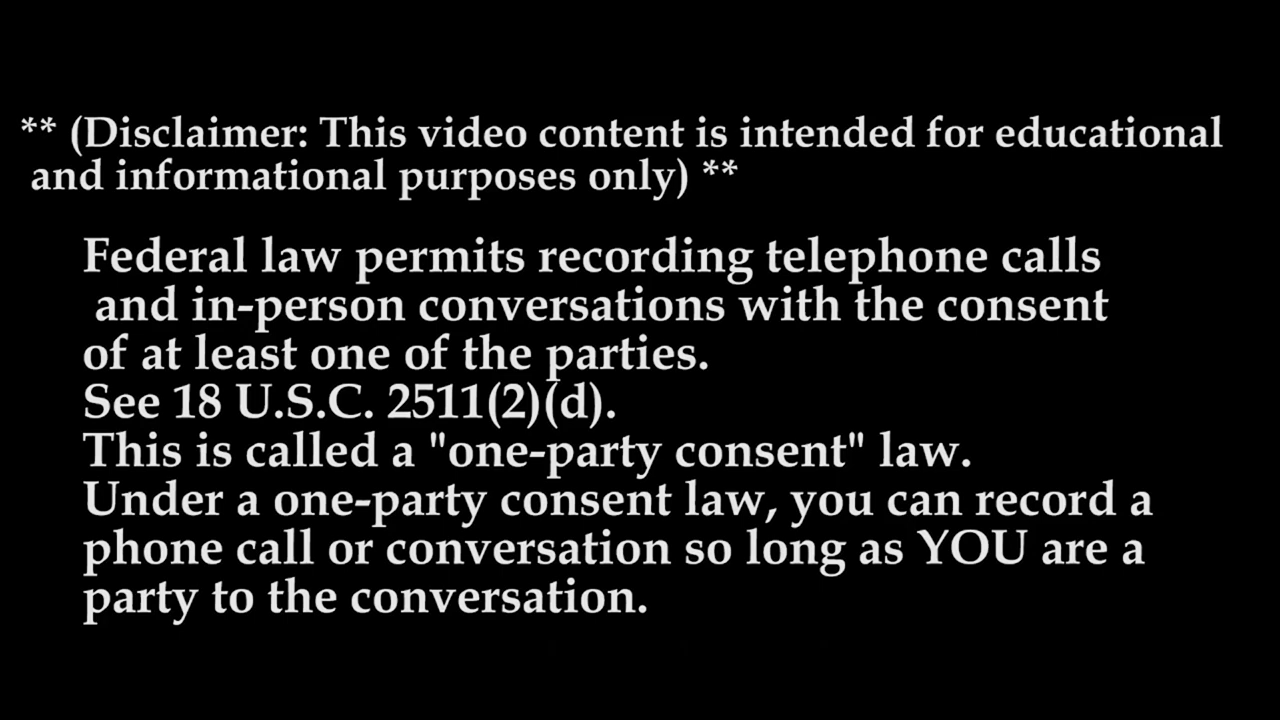 ** (Disclaimer: This video content is intended for educational
and informational purposes only) **
Federal law permits recording telephone calls
and in-person conversations with the consent
of at least one of the parties.
See 18 U.S.C. 2511(2)(d).
This is called a "one-party consent" law.
Under a one-party consent law, you can record a
phone call or conversation so long as YOU are a
party to the conversation.